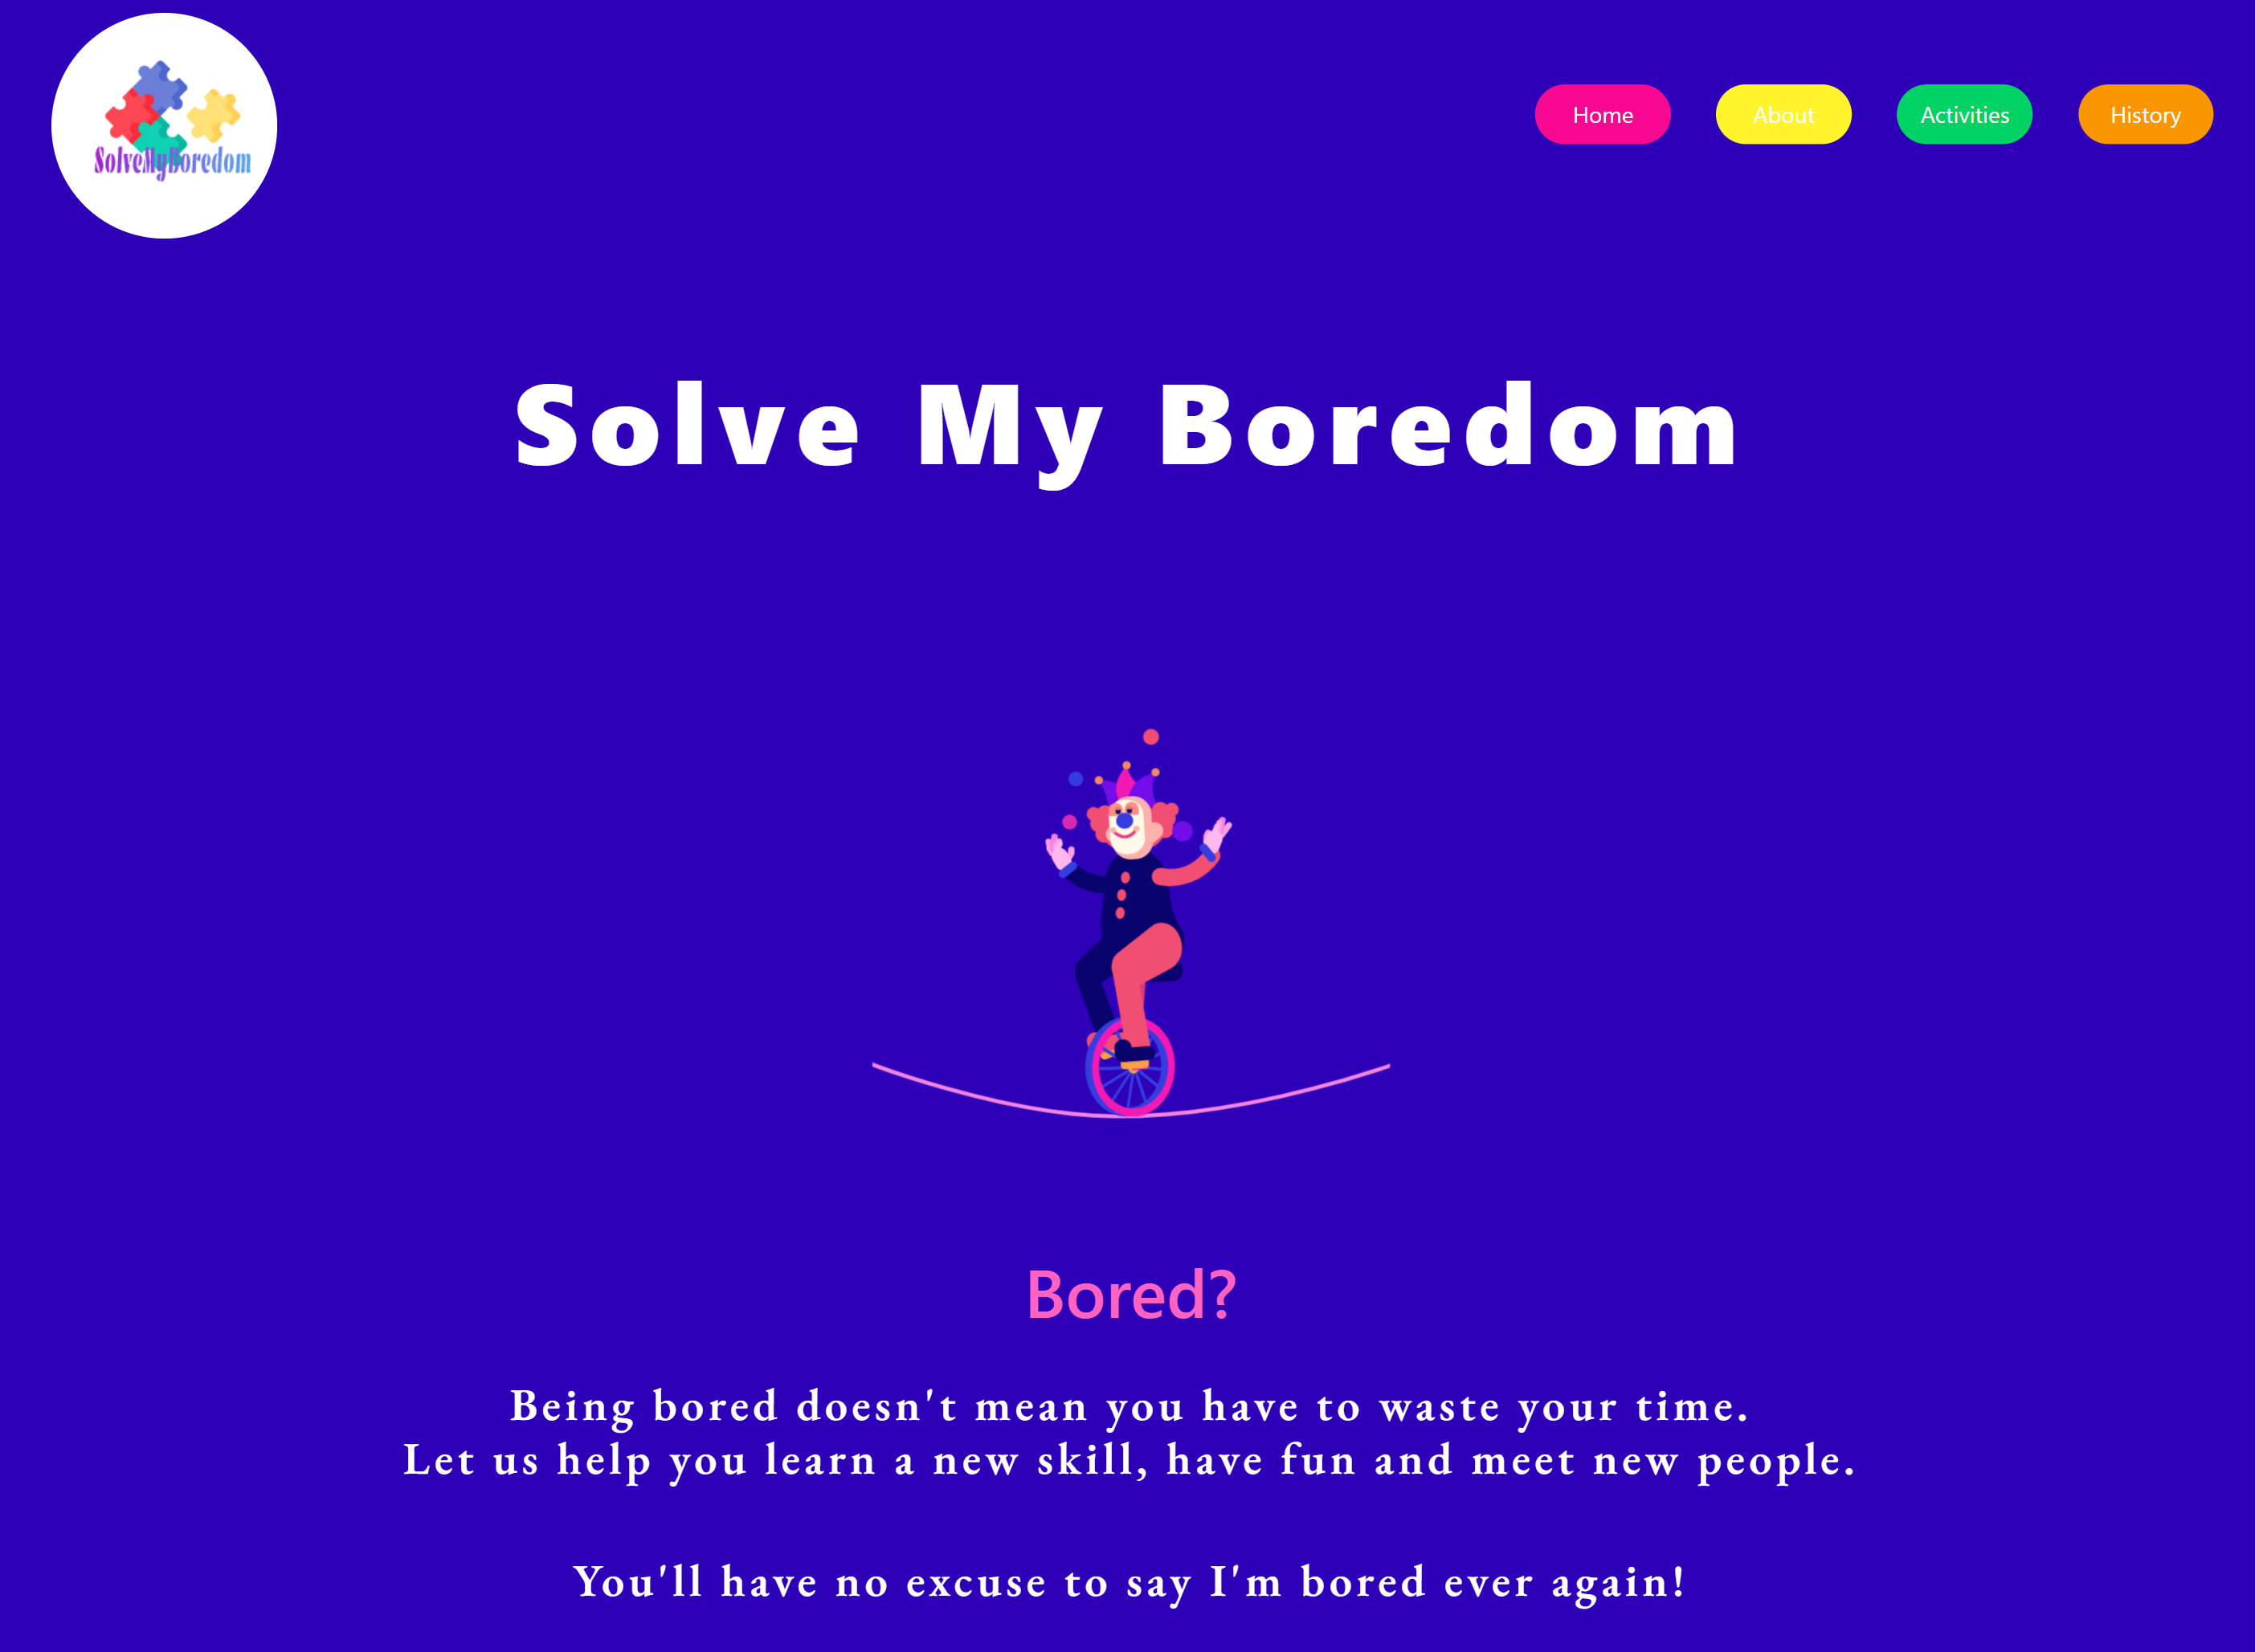 SolveMyBoredom
Home
About
Activities
History
Solve My Boredom
Bored?
Being bored doesn't mean you have to waste your time.
Let us help you learn a new skill, have fun and meet new people.
You'll have no excuse to say I'm bored ever again!